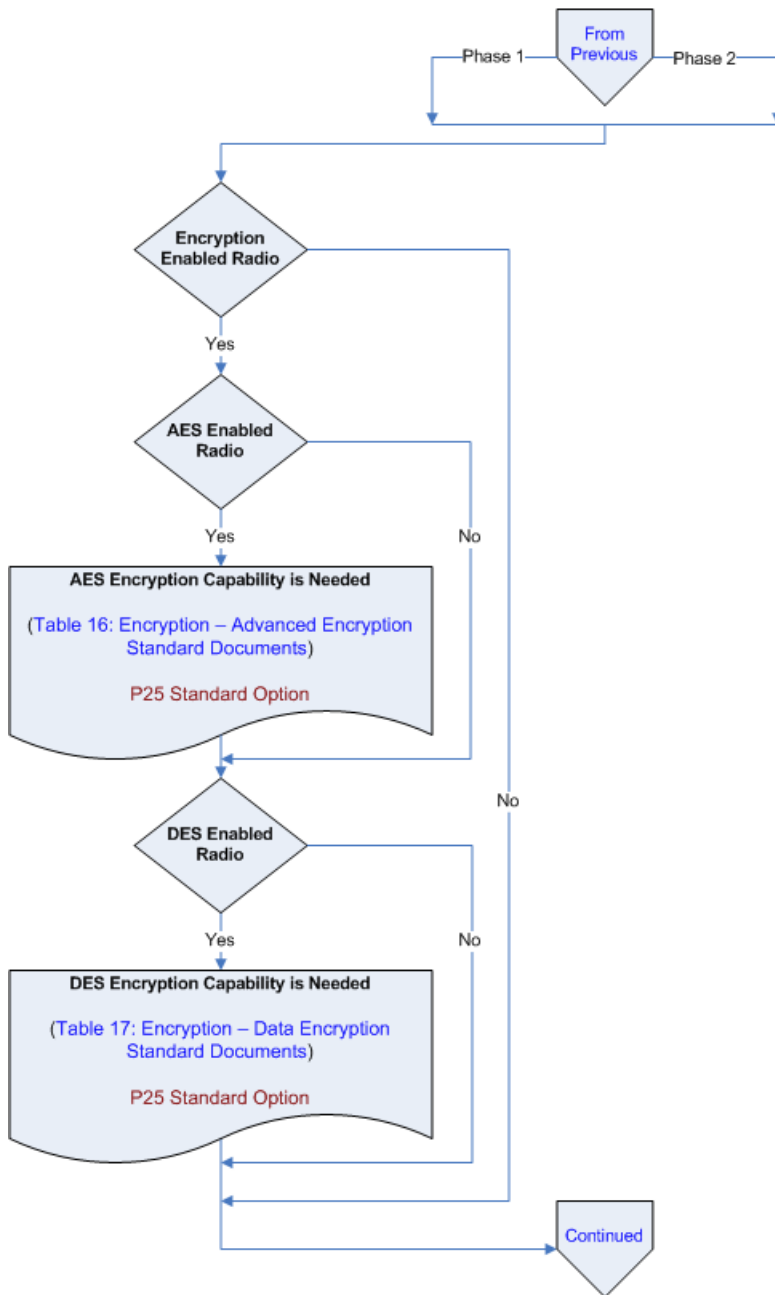 From
Previous
Phase 1
Phase 2
Encryption
Enabled Radio
Yes
AES Enabled
Radio
Yes
No
AES Encryption Capability is Needed
(Table 16: Encryption – Advanced Encryption
Standard Documents)
P25 Standard Option
No
DES Enabled
Radio
Yes
No
DES Encryption Capability is Needed
(Table 17: Encryption – Data Encryption
Standard Documents)
P25 Standard Option
Continued